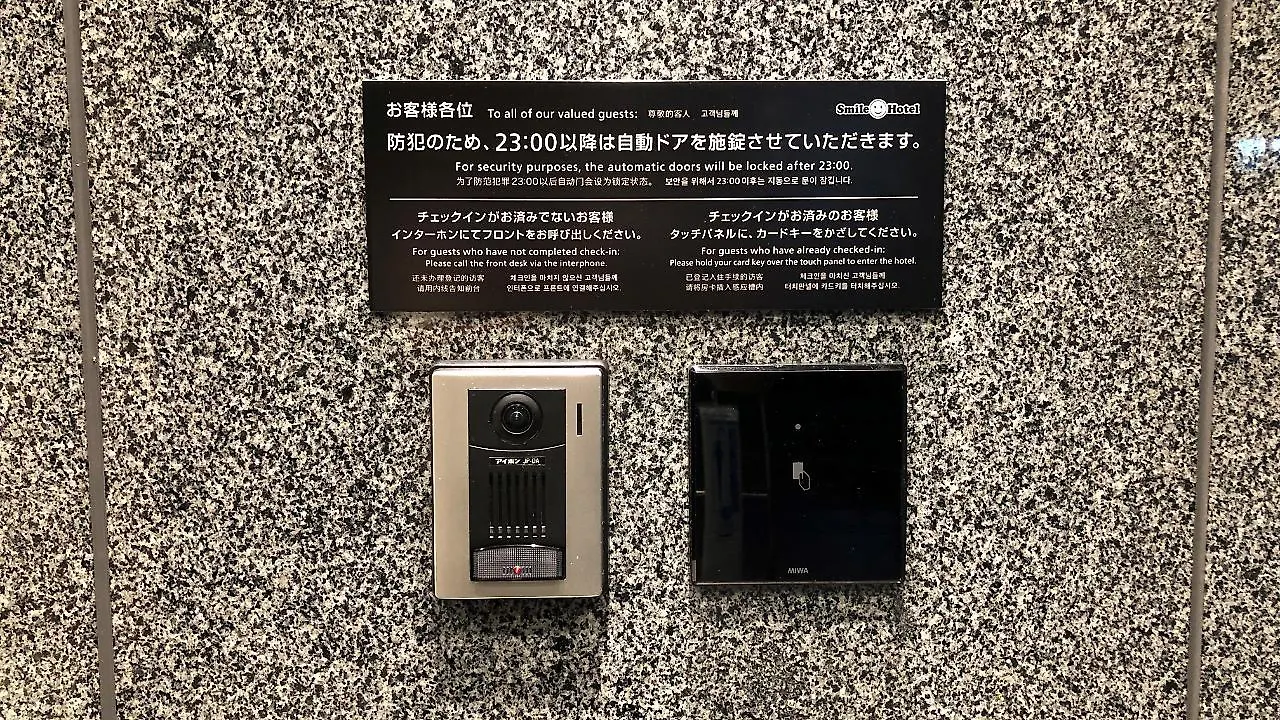 お客様各位 To all of our valued guests: 尊敬的客人 고객님들께
Smile Hotel
防犯のため、23:00以降は自動ドアを施錠させていただきます。
For security purposes, the automatic doors will be locked after 23:00.
为了防范犯罪 23:00以后自动门会设为锁定状态。 보안을 위해서 23:00 이후는 자동으로 문이 잠깁니다.
チェックインがお済みでないお客様
インターホンにてフロントをお呼び出しください。
For guests who have not completed check-in:
Please call the front desk via the interphone.
还未办理登记的访客
请用内线告知前台
체크인을 마치지 않으신 고객님들께
인터폰으로 프론트에 연결해주십시오.
チェックインがお済みのお客様
タッチパネルに、カードキーをかざしてください。
For guests who have already checked-in:
Please hold your card key over the touch panel to enter the hotel.
已登记入住手续的访客
请将房卡插入感应槽内
체크인을 마치신 고객님들께
터치판넬에 카드키를 터치해주십시오.
アイホン JF-DA
MIWA